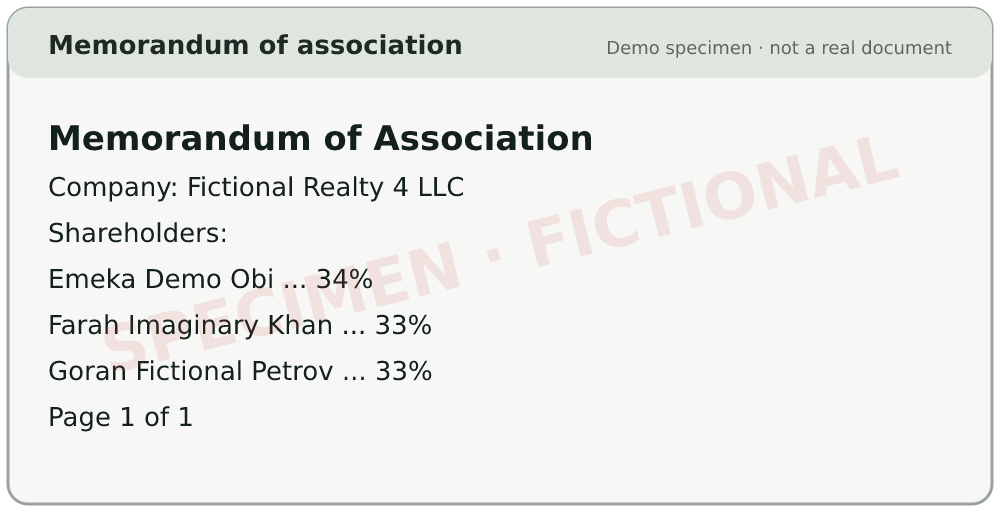 Memorandum of association
Demo specimen · not a real document
Memorandum of Association
Company: Fictional Realty 4 LLC
Shareholders:
Emeka Demo Obi ... 34%
Farah Imaginary Khan ... 33%
Goran Fictional Petrov ... 33%
Page 1 of 1
SPECIMEN · FICTIONAL